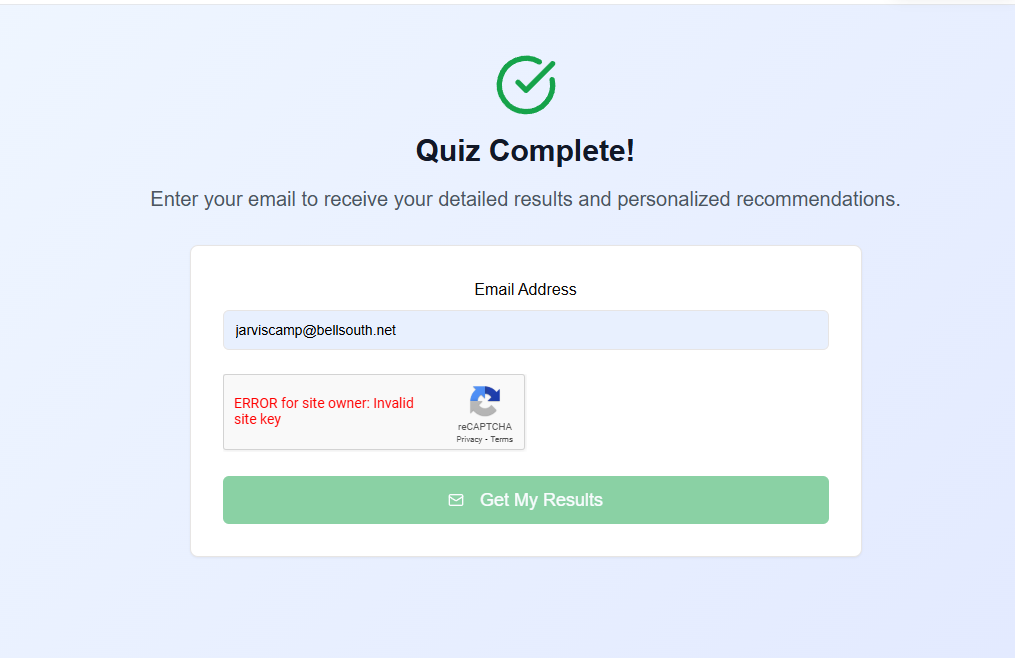 Quiz Complete!
Enter your email to receive your detailed results and personalized recommendations.
Email Address
jarviscamp@bellsouth.net
ERROR for site owner: Invalid
site key
reCAPTCHA
Privacy - Terms
Get My Results